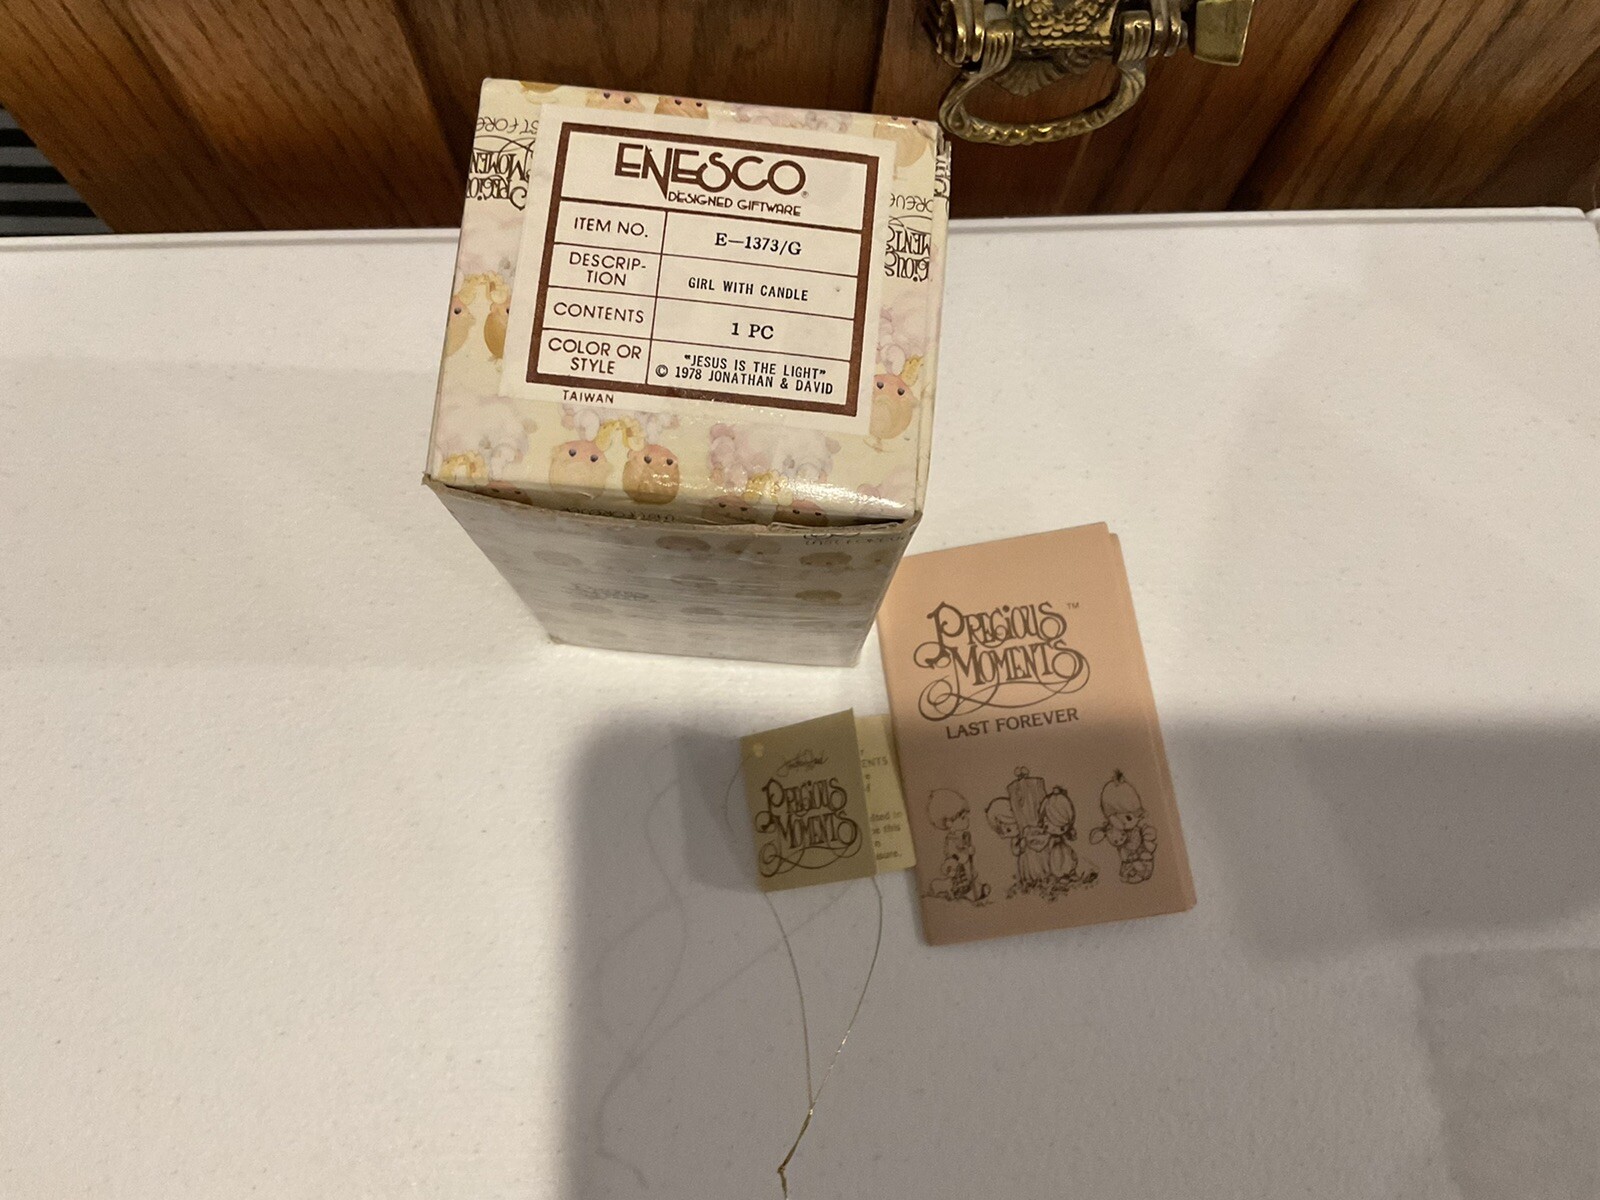 ENESCO
DESIGNED GIFTWARE
ITEM NO. E—1373/G
DESCRIP-
TION GIRL WITH CANDLE
CONTENTS 1 PC
COLOR OR
STYLE "JESUS IS THE LIGHT"
© 1978 JONATHAN & DAVID
TAIWAN
PRECIOUS
MOMENTS
LAST FOREVER
PRECIOUS
MOMENTS